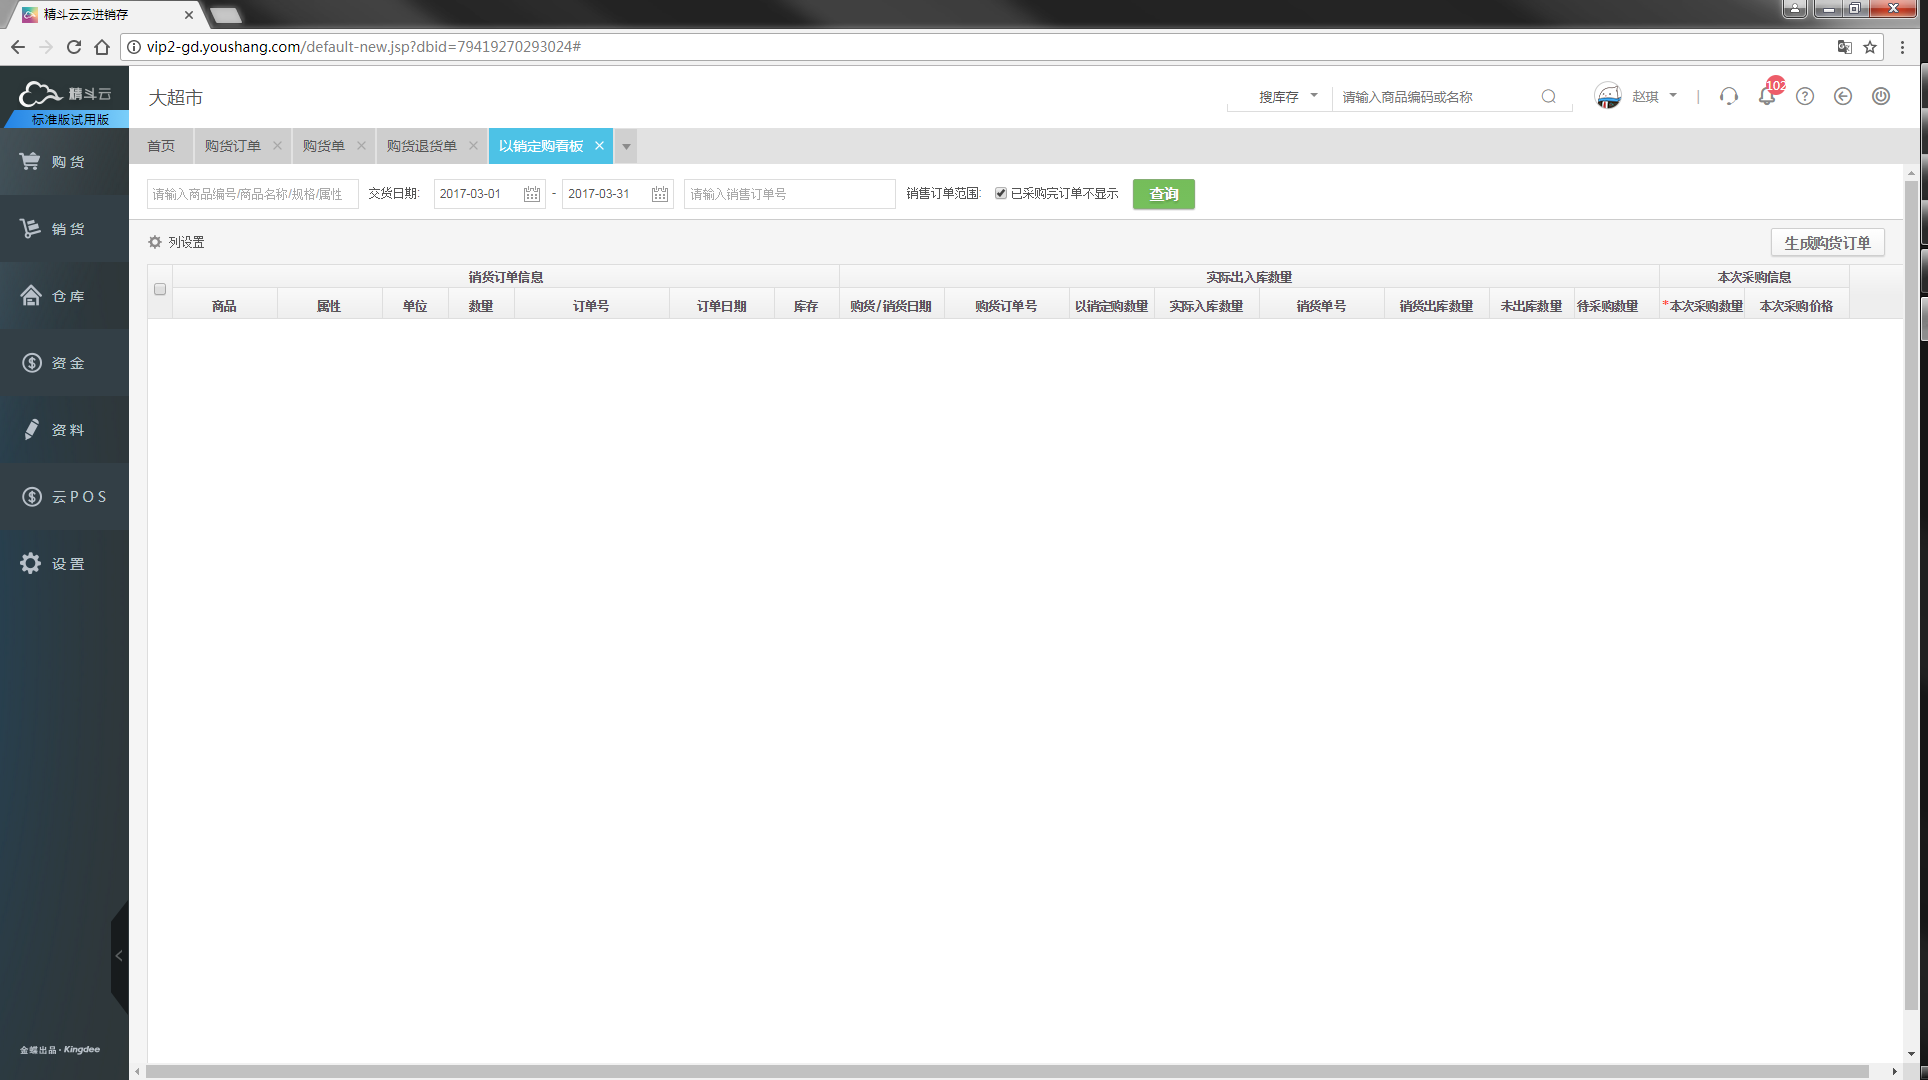 精斗云云进销存
vip2-gd.youshang.com/default-new.jsp?dbid=79419270293024#
精斗云
标准版试用版
大超市
搜库存
请输入商品编码或名称
赵琪
102
首页
购货订单
购货单
购货退货单
以销定购看板
购货
销货
仓库
资金
资料
云POS
设置
请输入商品编号/商品名称/规格/属性
交货日期:
2017-03-01
-
2017-03-31
请输入销售订单号
销售订单范围:
已采购完订单不显示
查询
列设置
生成购货订单
销货订单信息
实际出入库数量
本次采购信息
商品
属性
单位
数量
订单号
订单日期
库存
购货/销货日期
购货订单号
以销定购数量
实际入库数量
销货单号
销货出库数量
未出库数量
待采购数量
*本次采购数量
本次采购价格
金蝶出品·Kingdee